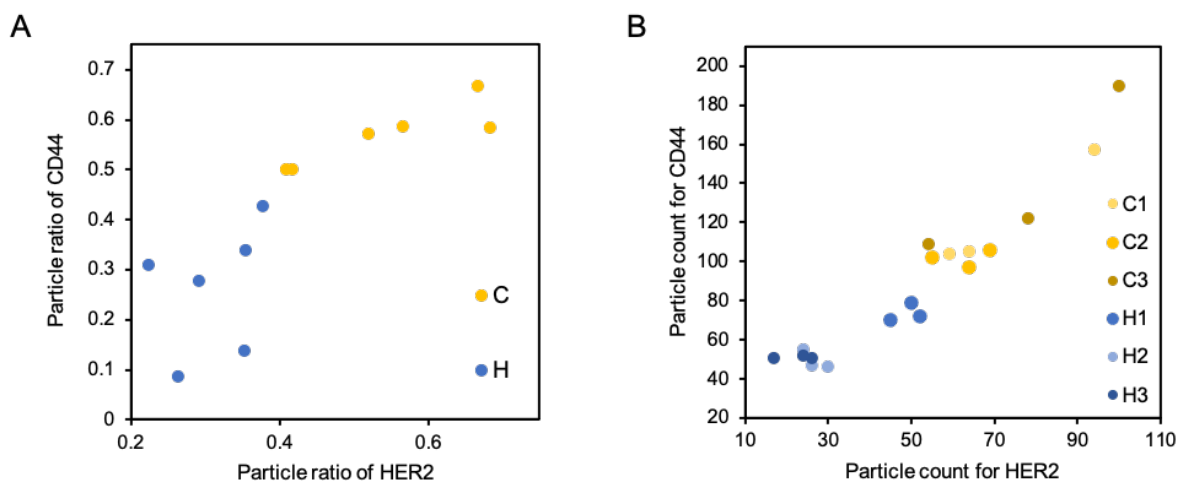 A
Particle ratio of CD44
0.7
0.6
0.5
0.4
0.3
0.2
0.1
0
0.2
0.4
0.6
Particle ratio of HER2
C
H
B
Particle count for CD44
200
180
160
140
120
100
80
60
40
20
10
30
50
70
90
110
Particle count for HER2
C1
C2
C3
H1
H2
H3